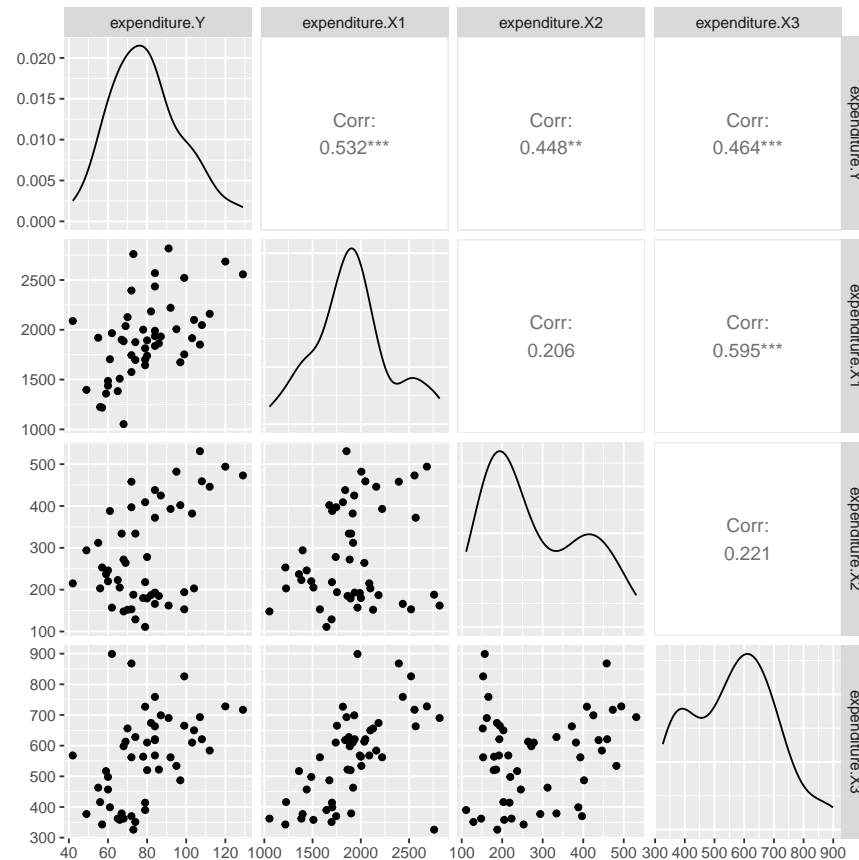 expenditure.Y expenditure.X1 expenditure.X2 expenditure.X3
0.020
0.015
0.010
0.005
0.000
Corr:
0.532***
Corr:
0.448**
Corr:
0.464***
expenditure.Y
2500
2000
1500
1000
Corr:
0.206
Corr:
0.595***
expenditure.X1
500
400
300
200
100
Corr:
0.221
expenditure.X2
900
800
700
600
500
400
300
expenditure.X3
40 60 80 100 120 1000 1500 2000 2500 100 200 300 400 500 300 400 500 600 700 800 900